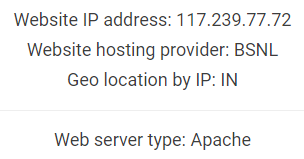 Website IP address: 117.239.77.72
Website hosting provider: BSNL
Geo location by IP: IN
Web server type: Apache